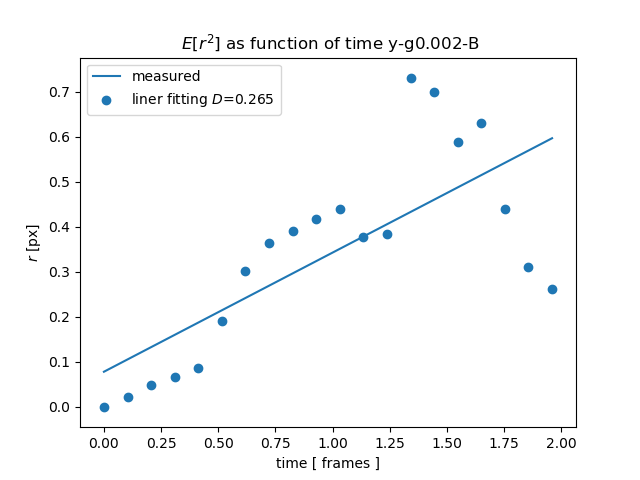 E[r²] as function of time y-g0.002-B
measured
liner fitting D=0.265
0.7
0.6
0.5
0.4
0.3
0.2
0.1
0.0
r [px]
0.00 0.25 0.50 0.75 1.00 1.25 1.50 1.75 2.00
time [ frames ]